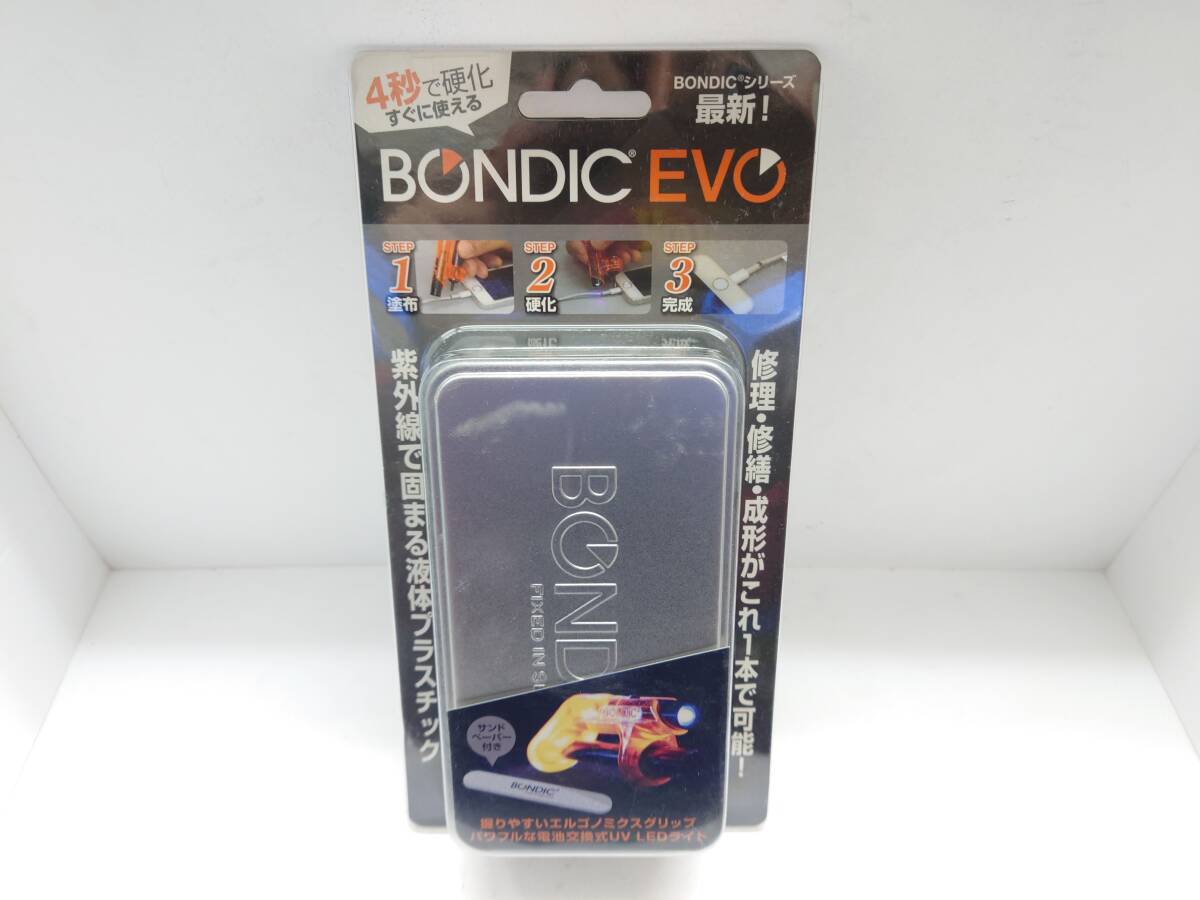 4秒で硬化
すぐに使える
BONDIC®シリーズ
最新!
BONDIC® EVO
STEP
1
塗布
STEP
2
硬化
STEP
3
完成
紫外線で固まる液体プラスチック
修理・修繕・成形がこれ1本で可能!
BOND
FIXED IN S
BONDIC
サンド
ペーパー
付き
BONDIC
握りやすいエルゴノミクスグリップ
パワフルな電池交換式UV LEDライト